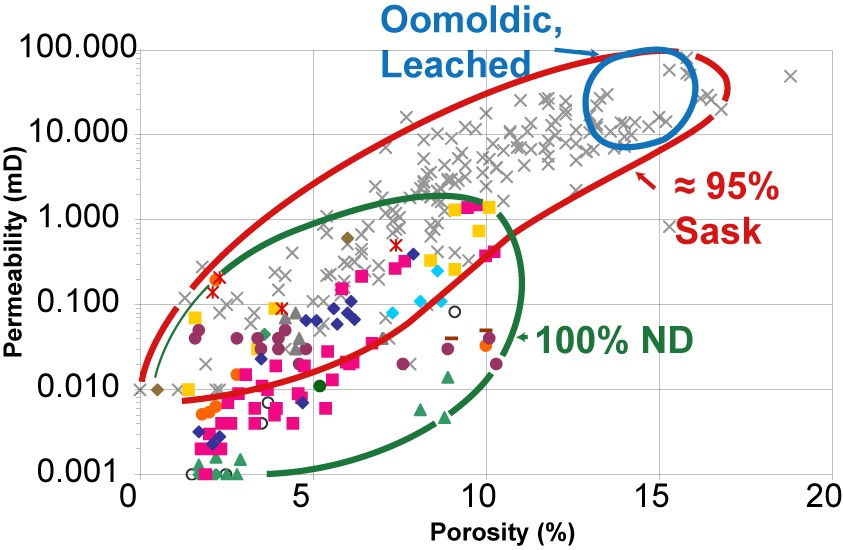 Oomoldic,
Leached
100.000
10.000
1.000
0.100
0.010
0.001
Permeability (mD)
≈ 95%
Sask
100% ND
0 5 10 15 20
Porosity (%)